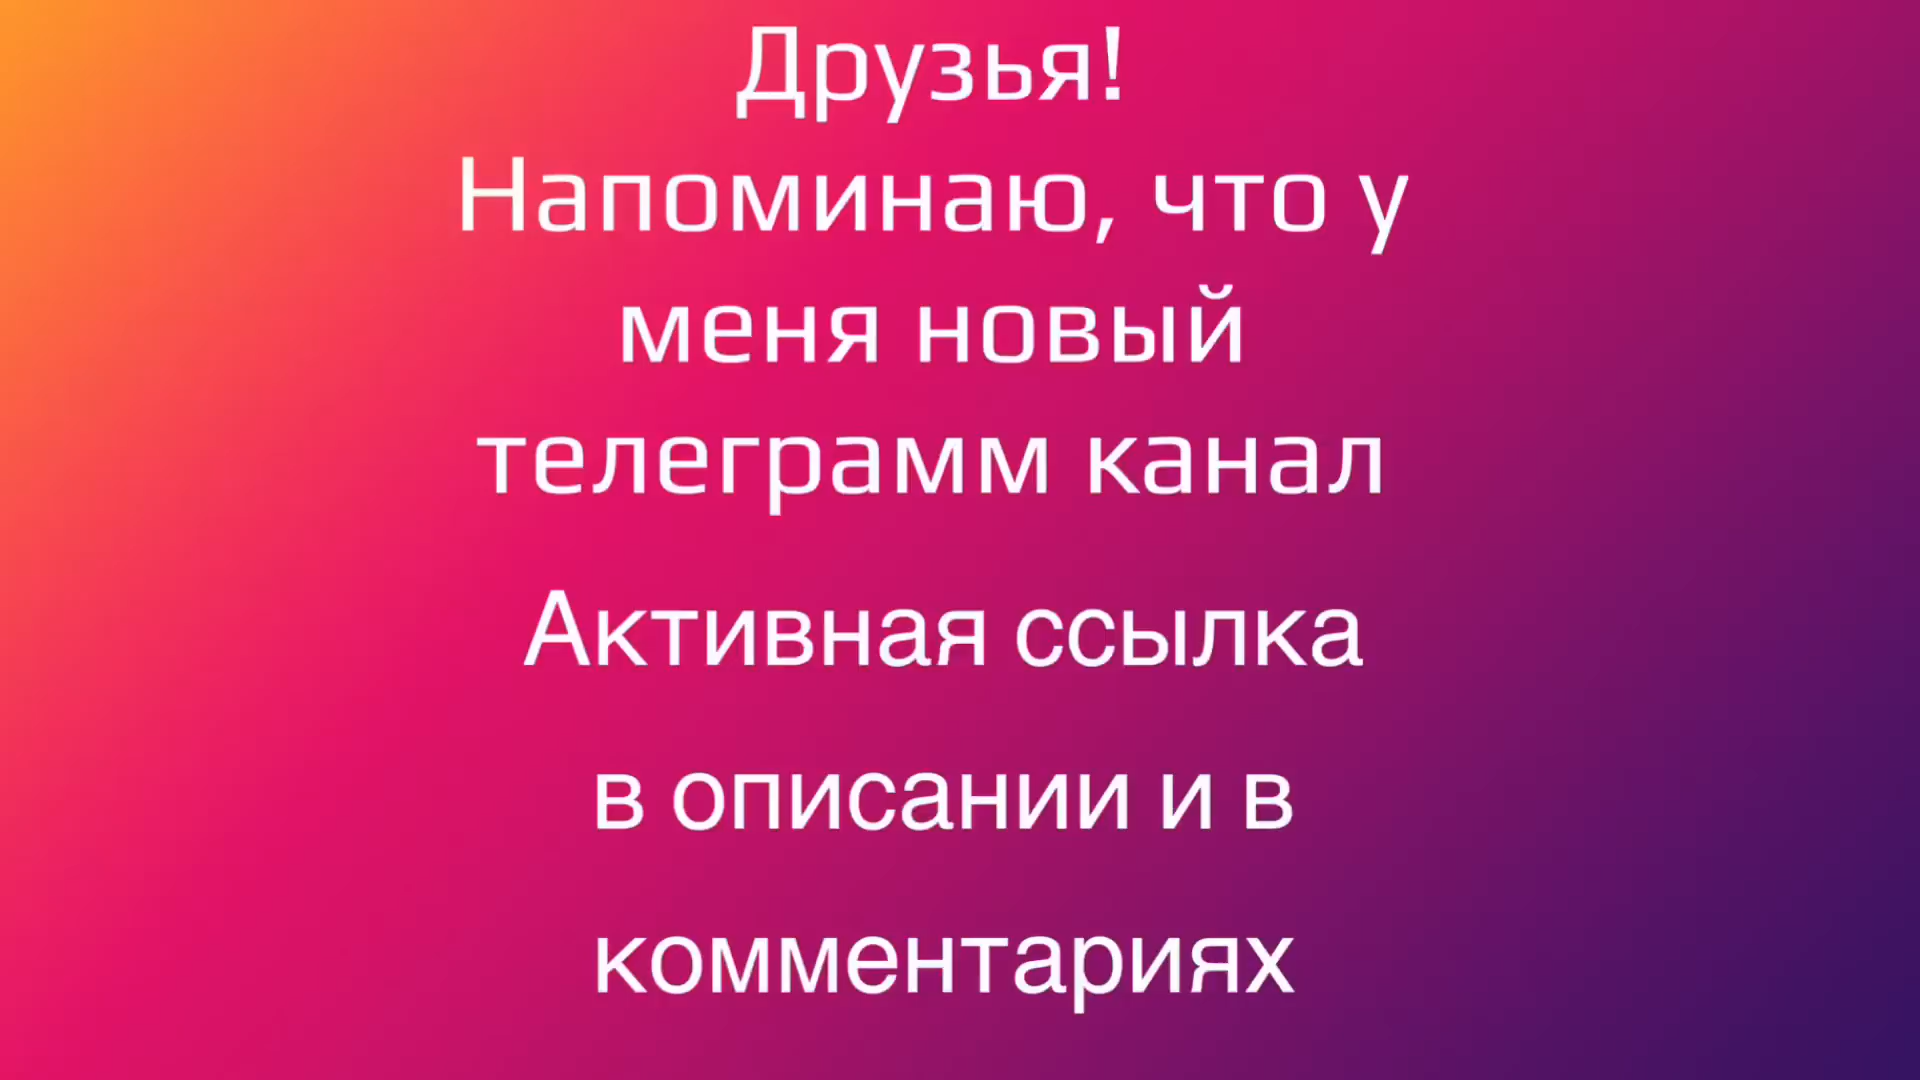 Друзья!
Напоминаю, что у
меня новый
телеграмм канал
Активная ссылка
в описании и в
комментариях